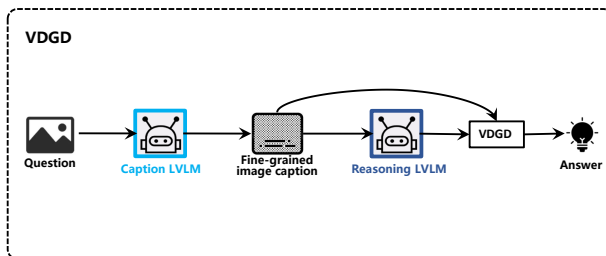 VDGD
VDGD
Question
Caption LVLM
Fine-grained
image caption
Reasoning LVLM
Answer